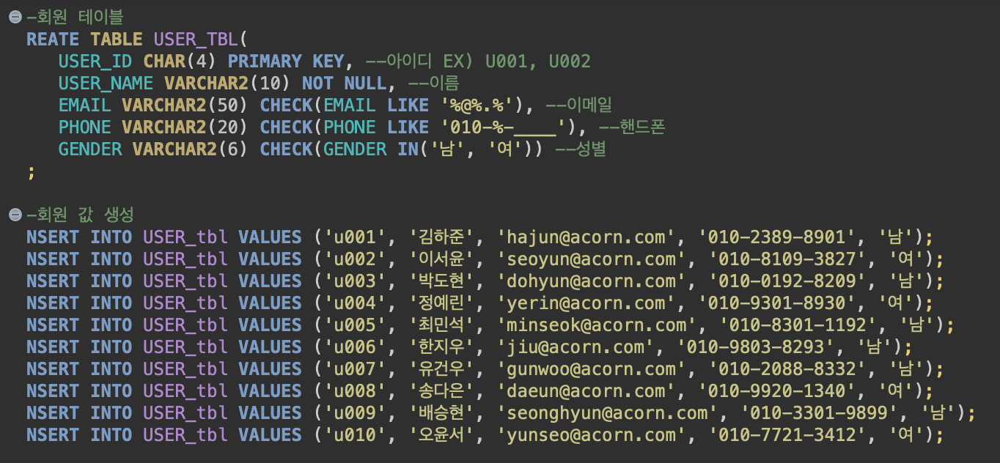 -회원 테이블
REATE TABLE USER_TBL(
USER_ID CHAR(4) PRIMARY KEY, --아이디 EX) U001, U002
USER_NAME VARCHAR2(10) NOT NULL, --이름
EMAIL VARCHAR2(50) CHECK(EMAIL LIKE '%@%.%'), --이메일
PHONE VARCHAR2(20) CHECK(PHONE LIKE '010-%-____'), --핸드폰
GENDER VARCHAR2(6) CHECK(GENDER IN('남', '여')) --성별
;
-회원 값 생성
NSERT INTO USER_tbl VALUES ('u001', '김하준', 'hajun@acorn.com', '010-2389-8901', '남');
NSERT INTO USER_tbl VALUES ('u002', '이서윤', 'seoyun@acorn.com', '010-8109-3827', '여');
NSERT INTO USER_tbl VALUES ('u003', '박도현', 'dohyun@acorn.com', '010-0192-8209', '남');
NSERT INTO USER_tbl VALUES ('u004', '정예린', 'yerin@acorn.com', '010-9301-8930', '여');
NSERT INTO USER_tbl VALUES ('u005', '최민석', 'minseok@acorn.com', '010-8301-1192', '남');
NSERT INTO USER_tbl VALUES ('u006', '한지우', 'jiu@acorn.com', '010-9803-8293', '남');
NSERT INTO USER_tbl VALUES ('u007', '유건우', 'gunwoo@acorn.com', '010-2088-8332', '남');
NSERT INTO USER_tbl VALUES ('u008', '송다은', 'daeun@acorn.com', '010-9920-1340', '여');
NSERT INTO USER_tbl VALUES ('u009', '배승현', 'seonghyun@acorn.com', '010-3301-9899', '남');
NSERT INTO USER_tbl VALUES ('u010', '오윤서', 'yunseo@acorn.com', '010-7721-3412', '여');